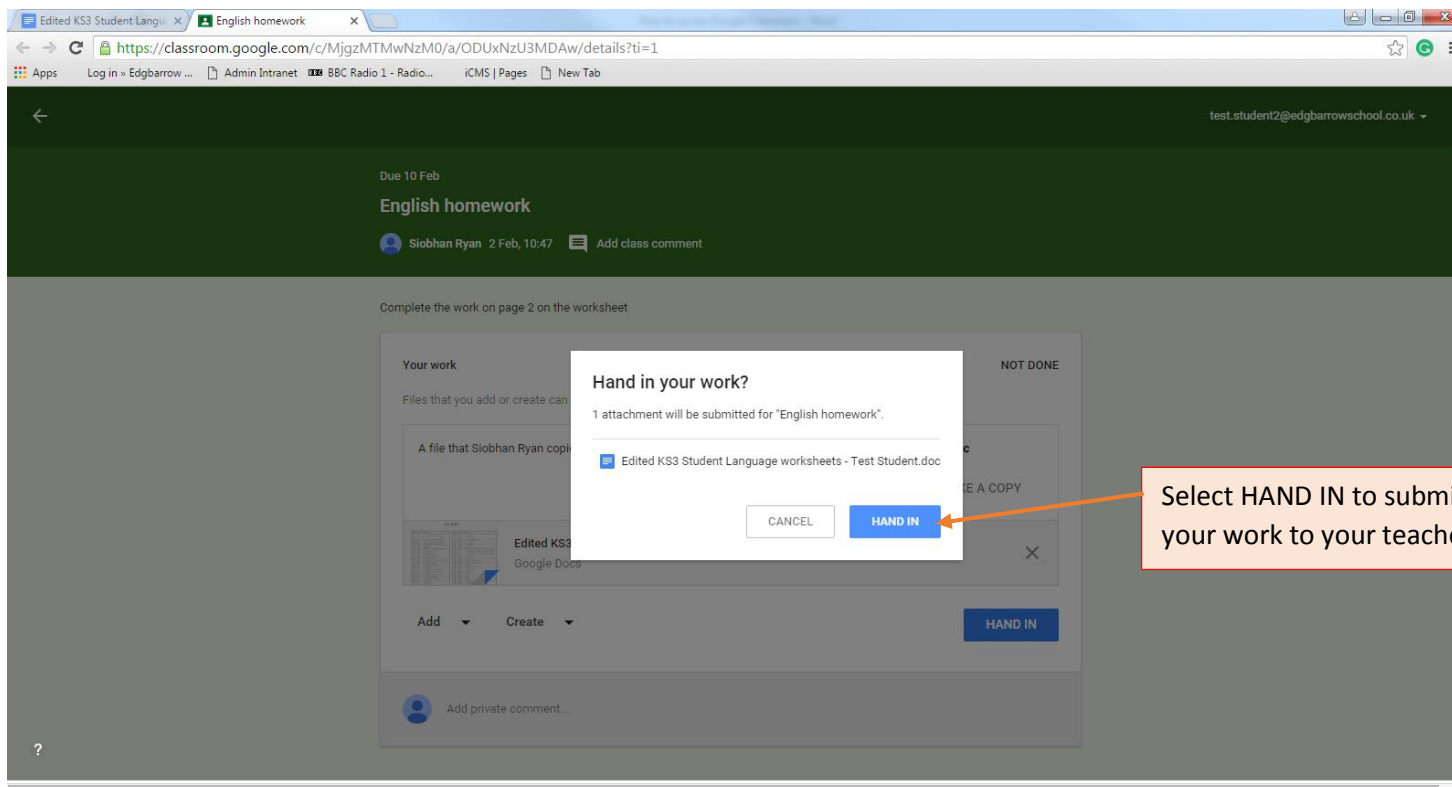 Edited KS3 Student Langu
English homework
https://classroom.google.com/c/MjgzMTMwNzM0/a/ODUxNzU3MDAw/details?ti=1
Apps Log in » Edgbarrow ... Admin Intranet BBC Radio 1 - Radio... iCMS | Pages New Tab
test.student2@edgbarrowschool.co.uk
Due 10 Feb
English homework
Siobhan Ryan 2 Feb, 10:47 Add class comment
Complete the work on page 2 on the worksheet
Your work
NOT DONE
Files that you add or create can
A file that Siobhan Ryan copi
c
KE A COPY
Edited KS3
Google Docs
Hand in your work?
1 attachment will be submitted for "English homework".
Edited KS3 Student Language worksheets - Test Student.doc
CANCEL HAND IN
Select HAND IN to submi
your work to your teache
Add Create
HAND IN
Add private comment...
?